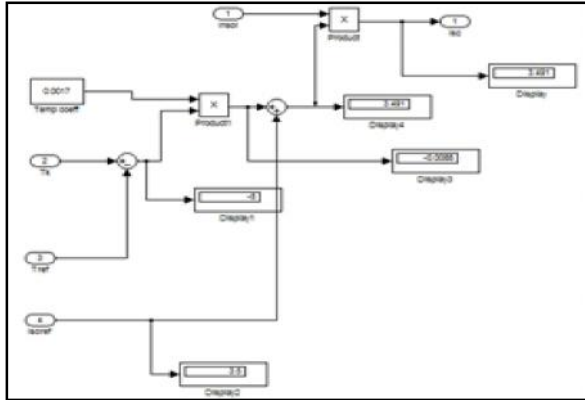 1
Insol
X
Product
1
Isc
3.491
Display
0.0017
Temp coeff
X
Product1
3.491
Display4
2
Tk
-0.0085
Display3
-5
Display1
3
Tref
4
Iscref
3.5
Display2